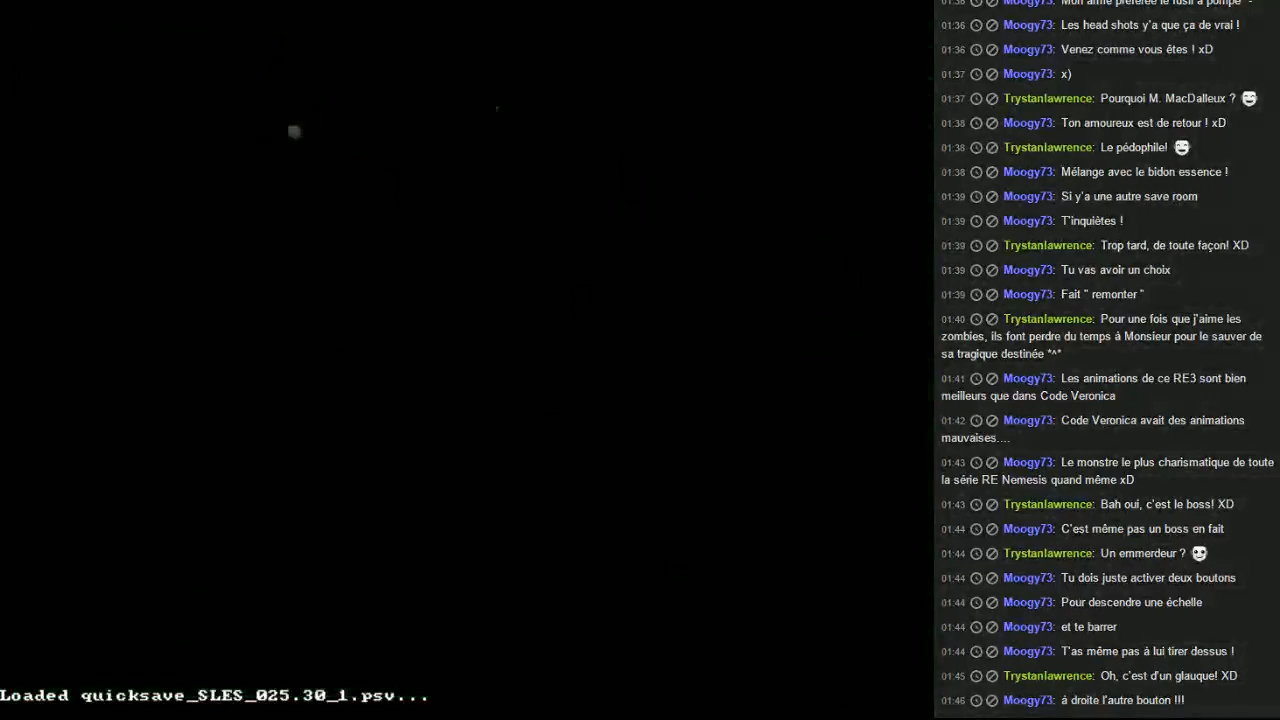 01:36 Moogy73: Mon arme préférée le fusil à pompe
01:36 Moogy73: Les head shots y'a que ça de vrai !
01:36 Moogy73: Venez comme vous êtes ! xD
01:37 Moogy73: x)
01:37 Trystanlawrence: Pourquoi M. MacDalleux ?
01:38 Moogy73: Ton amoureux est de retour ! xD
01:38 Trystanlawrence: Le pédophile!
01:38 Moogy73: Mélange avec le bidon essence !
01:39 Moogy73: Si y'a une autre save room
01:39 Moogy73: T'inquiètes !
01:39 Trystanlawrence: Trop tard, de toute façon! XD
01:39 Moogy73: Tu vas avoir un choix
01:39 Moogy73: Fait " remonter "
01:40 Trystanlawrence: Pour une fois que j'aime les
zombies, ils font perdre du temps à Monsieur pour le sauver de
sa tragique destinée *^*
01:41 Moogy73: Les animations de ce RE3 sont bien
meilleurs que dans Code Veronica
01:42 Moogy73: Code Veronica avait des animations
mauvaises....
01:43 Moogy73: Le monstre le plus charismatique de toute
la série RE Nemesis quand même xD
01:43 Trystanlawrence: Bah oui, c'est le boss! XD
01:44 Moogy73: C'est même pas un boss en fait
01:44 Trystanlawrence: Un emmerdeur ?
01:44 Moogy73: Tu dois juste activer deux boutons
01:44 Moogy73: Pour descendre une échelle
01:44 Moogy73: et te barrer
01:44 Moogy73: T'as même pas à lui tirer dessus !
01:45 Trystanlawrence: Oh, c'est d'un glauque! XD
01:46 Moogy73: à droite l'autre bouton !!!
Loaded quicksave_SLES_025.30_1.psv...